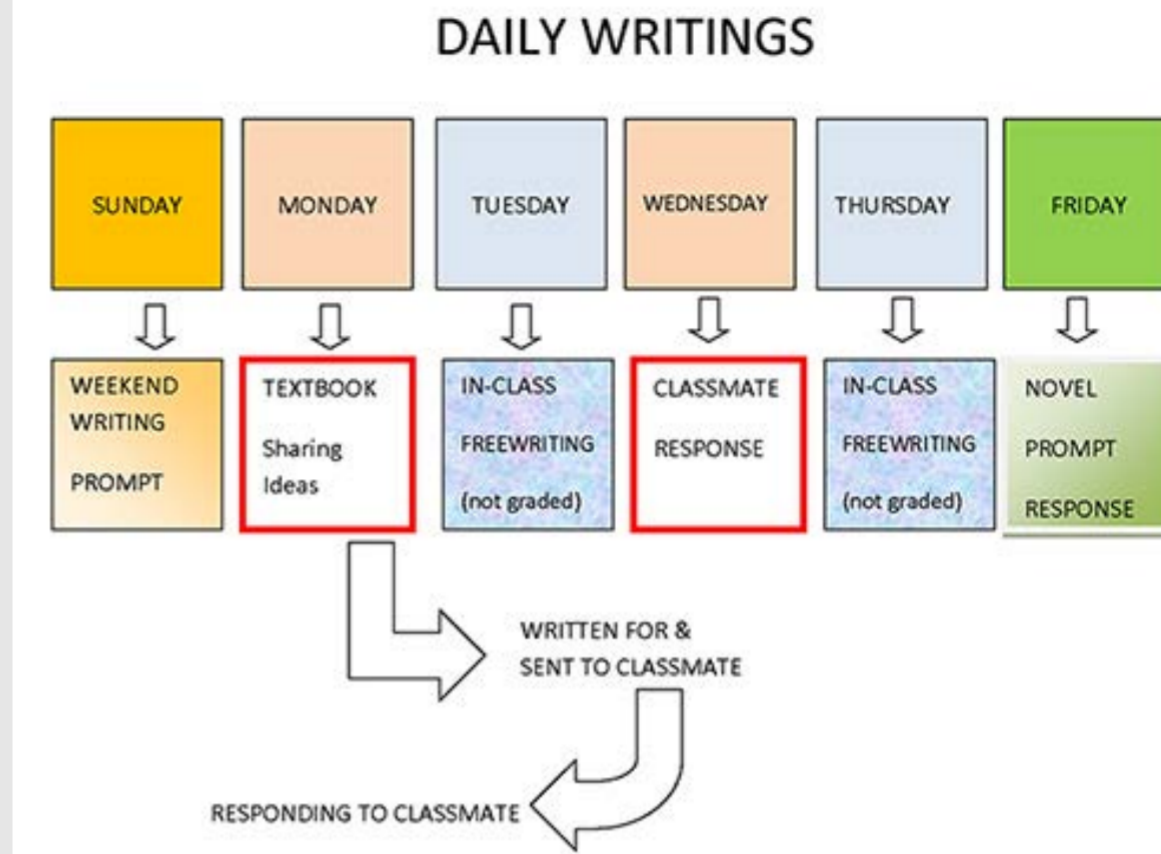 DAILY WRITINGS
SUNDAY
MONDAY
TUESDAY
WEDNESDAY
THURSDAY
FRIDAY
WEEKEND
WRITING
PROMPT
TEXTBOOK
Sharing
Ideas
IN-CLASS
FREEWRITING
(not graded)
CLASSMATE
RESPONSE
IN-CLASS
FREEWRITING
(not graded)
NOVEL
PROMPT
RESPONSE
WRITTEN FOR &
SENT TO CLASSMATE
RESPONDING TO CLASSMATE